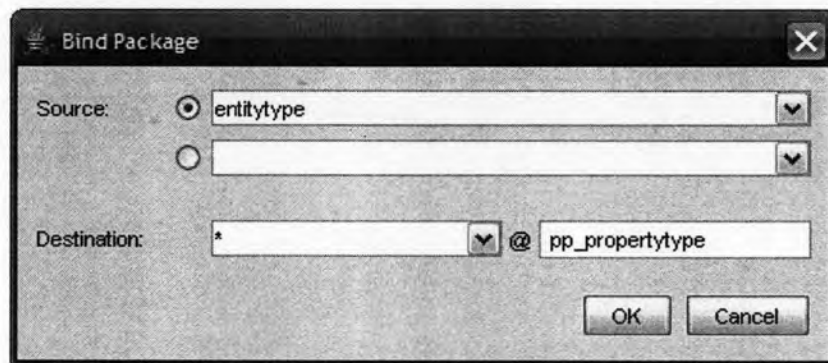 Bind Package
Source: entitytype
Destination: * @ pp_propertytype
OK Cancel